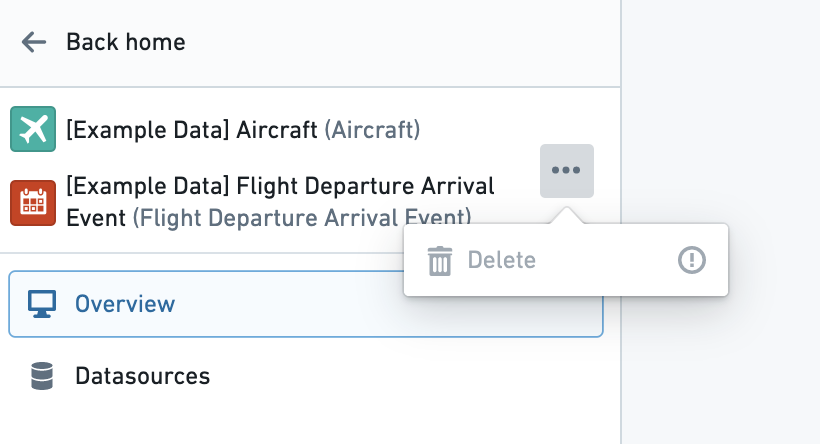 Back home
[Example Data] Aircraft (Aircraft)
[Example Data] Flight Departure Arrival
Event (Flight Departure Arrival Event)
Delete
Overview
Datasources